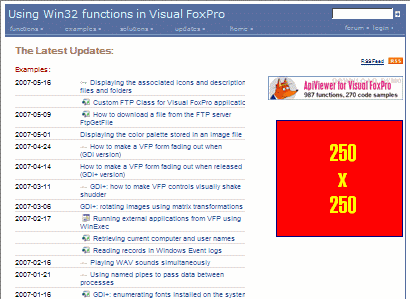 Using Win32 functions in Visual FoxPro
functions examples solutions updates home
forum login
The Latest Updates:
RSS Feed RSS
Examples:
2007-05-16 Displaying the associated icons and description
files and folders
Custom FTP Class for Visual FoxPro applicatio
2007-05-09 How to download a file from the FTP server
FtpGetFile
2007-05-01 Displaying the color palette stored in an image file
2007-04-24 How to make a VFP form fading out when
(GDI version)
2007-04-14 How to make a VFP form fading out when released
(GDI+ version)
2007-03-11 GDI+: how to make VFP controls visually shake
shudder
2007-03-06 GDI+: rotating images using matrix transformations
2007-02-17 Running external applications from VFP using
WinExec
Retrieving current computer and user names
Reading records in Windows Event logs
2007-02-16 Playing WAV sounds simultaneously
2007-01-21 Using named pipes to pass data between
processes
2007-01-16 GDI+: enumerating fonts installed on the system
ApiViewer for Visual FoxPro
987 functions, 270 code samples
250
x
250